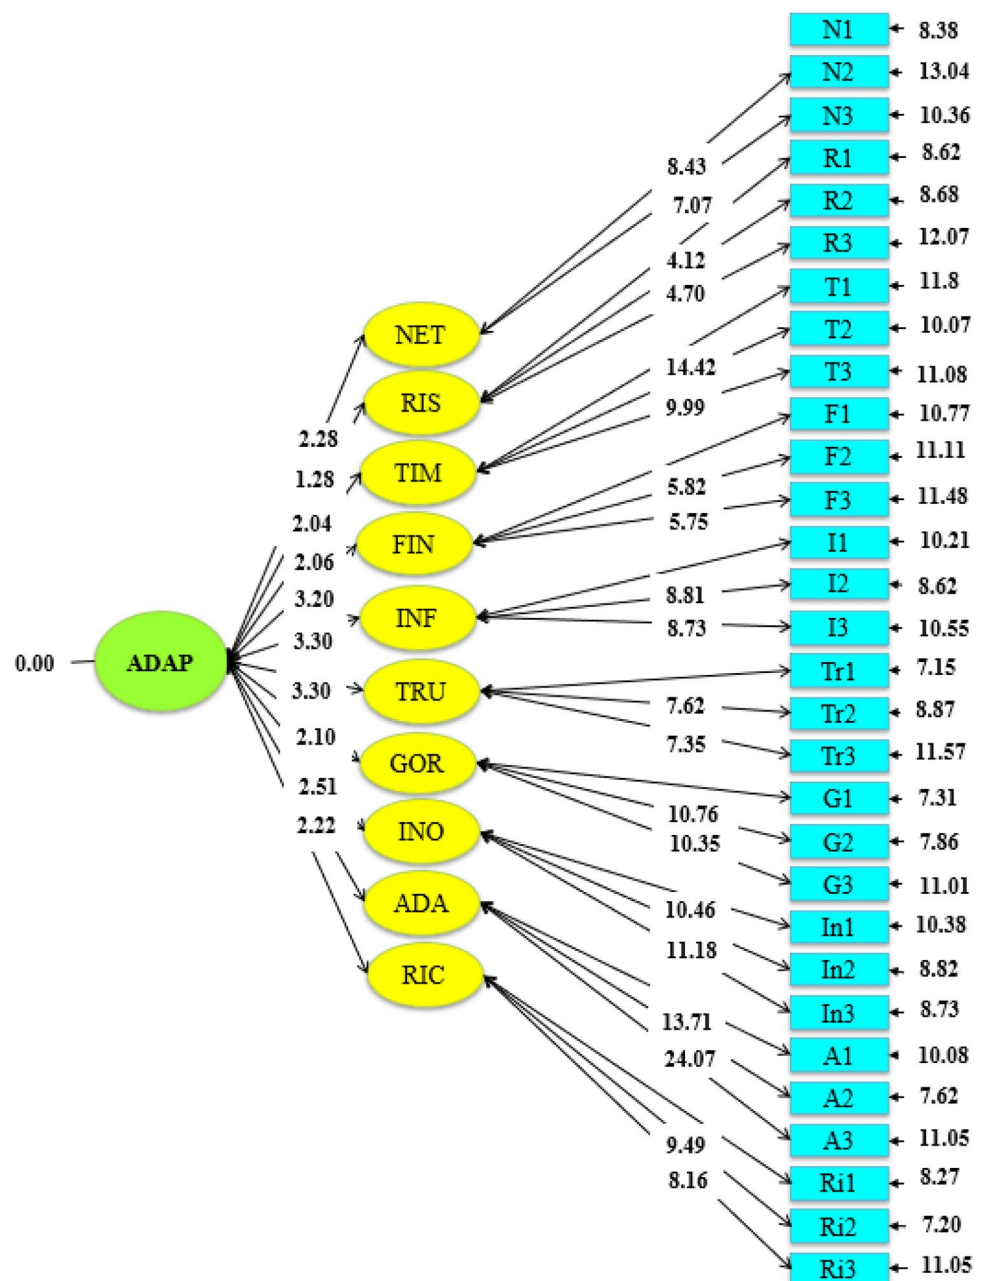 N1 8.38
N2 13.04
N3 10.36
8.43
R1 8.62
7.07
R2 8.68
R3 12.07
4.12
T1 11.8
4.70
NET
T2 10.07
14.42
T3 11.08
RIS
9.99
F1 10.77
2.28
F2 11.11
TIM
1.28
5.82
F3 11.48
2.04
5.75
FIN
I1 10.21
2.06
I2 8.62
3.20
8.81
INF
8.73
I3 10.55
3.30
0.00
ADAP
Tr1 7.15
3.30
TRU
7.62
Tr2 8.87
2.10
7.35
Tr3 11.57
GOR
2.51
G1 7.31
10.76
2.22
INO
G2 7.86
10.35
G3 11.01
ADA
10.46
In1 10.38
11.18
RIC
In2 8.82
In3 8.73
13.71
A1 10.08
24.07
A2 7.62
A3 11.05
9.49
8.16
Ri1 8.27
Ri2 7.20
Ri3 11.05